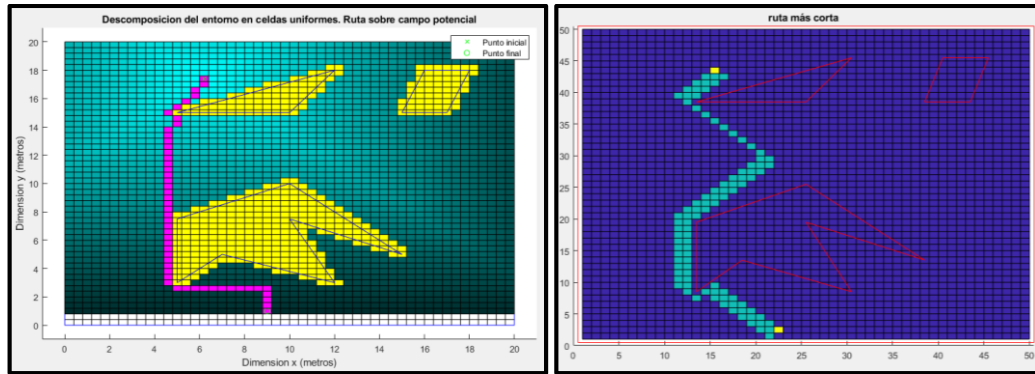 Descomposicion del entorno en celdas uniformes. Ruta sobre campo potencial
20
18
16
14
12
10
8
6
4
2
0
Dimension y (metros)
Punto inicial
Punto final
0 2 4 6 8 10 12 14 16 18 20
Dimension x (metros)
ruta más corta
50
45
40
35
30
25
20
15
10
5
0
0 5 10 15 20 25 30 35 40 45 50